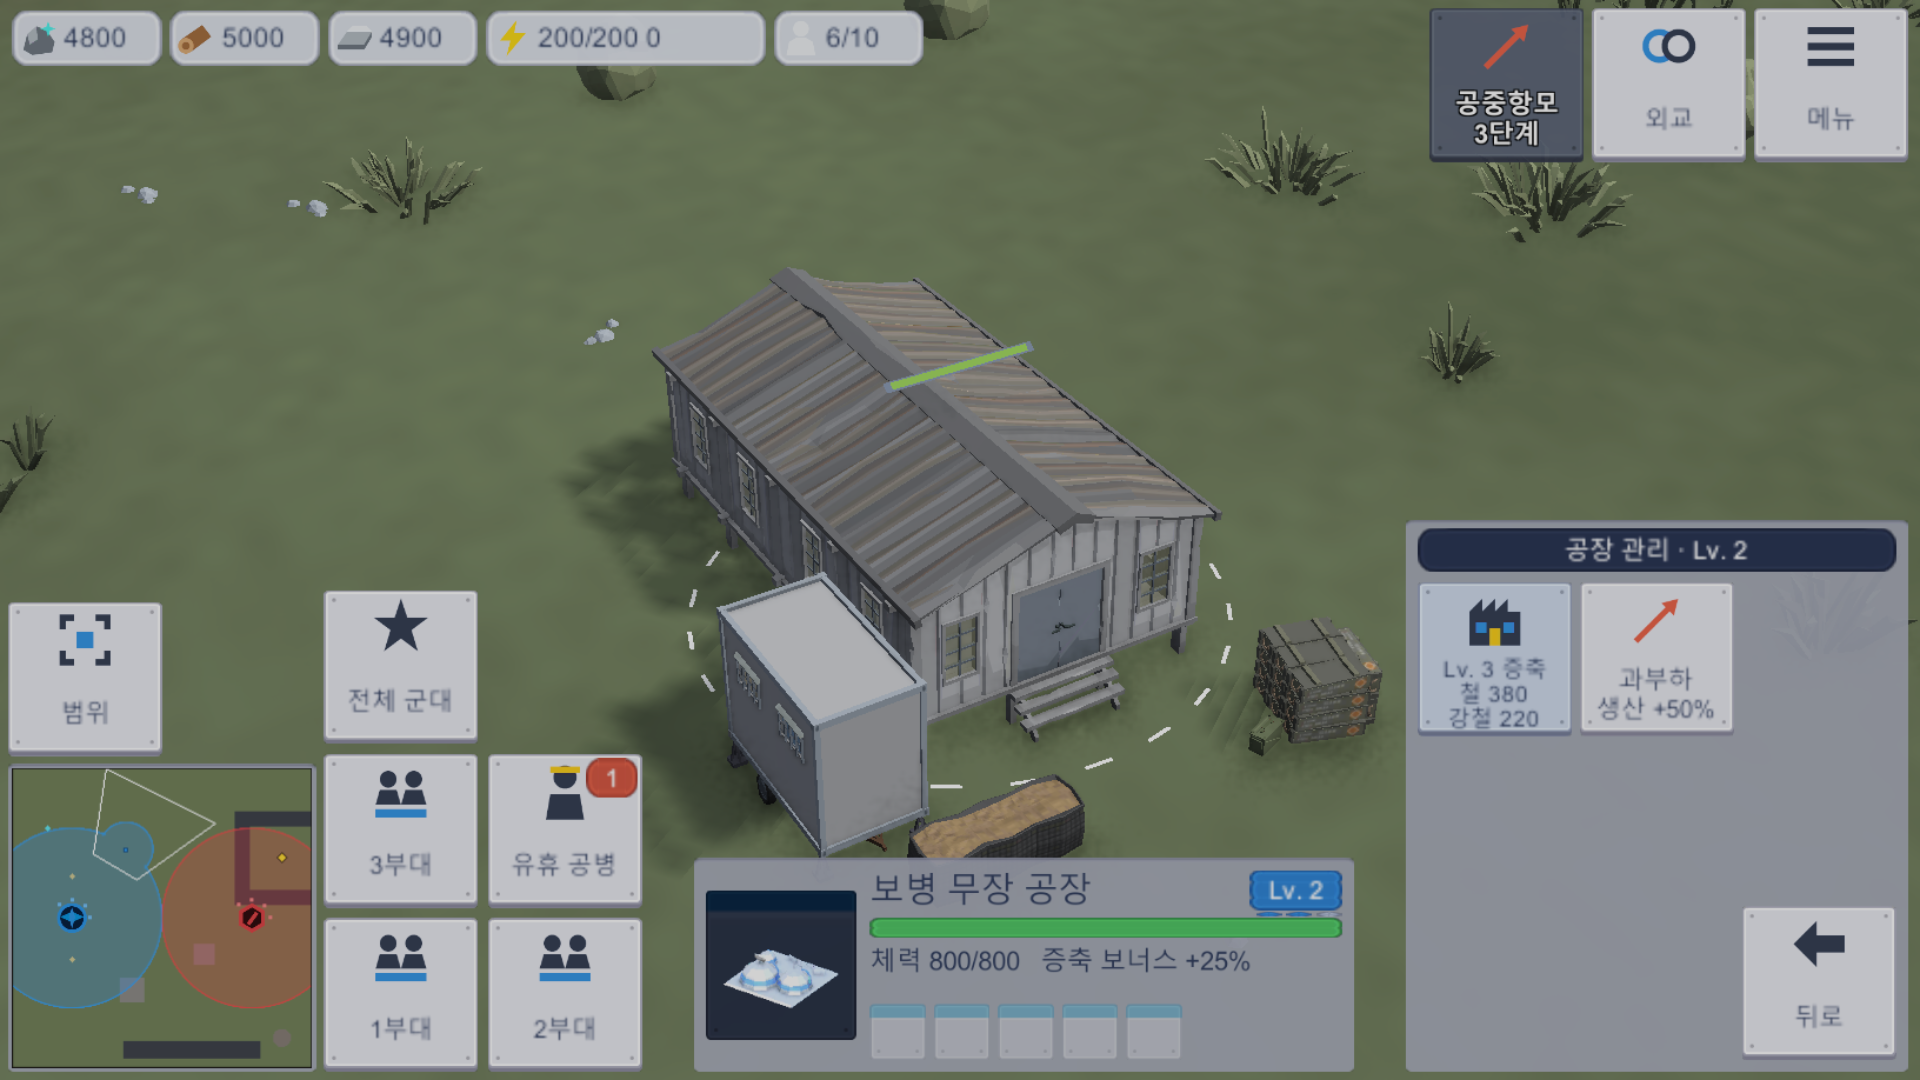 4800
5000
4900
200/200 0
6/10
공중항모
3단계
외교
메뉴
범위
전체 군대
3부대
1
유휴 공병
1부대
2부대
보병 무장 공장
Lv. 2
체력 800/800 증축 보너스 +25%
공장 관리 · Lv. 2
Lv. 3 증축
철 380
강철 220
과부하
생산 +50%
뒤로